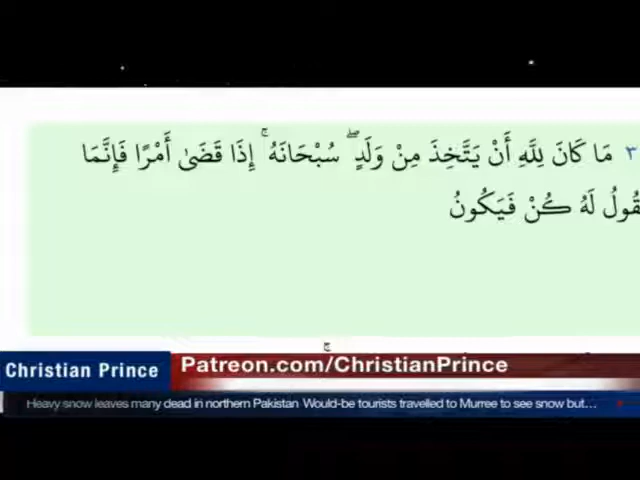 ٣ مَا كَانَ لِلَّهِ أَنْ يَتَّخِذَ مِنْ وَلَدٍ ۖ سُبْحَانَهُ ۚ إِذَا قَضَىٰ أَمْرًا فَإِنَّمَا
قُولُ لَهُ كُنْ فَيَكُونُ
Christian Prince
Patreon.com/ChristianPrince
Heavy snow leaves many dead in northern Pakistan Would-be tourists travelled to Murree to see snow but...